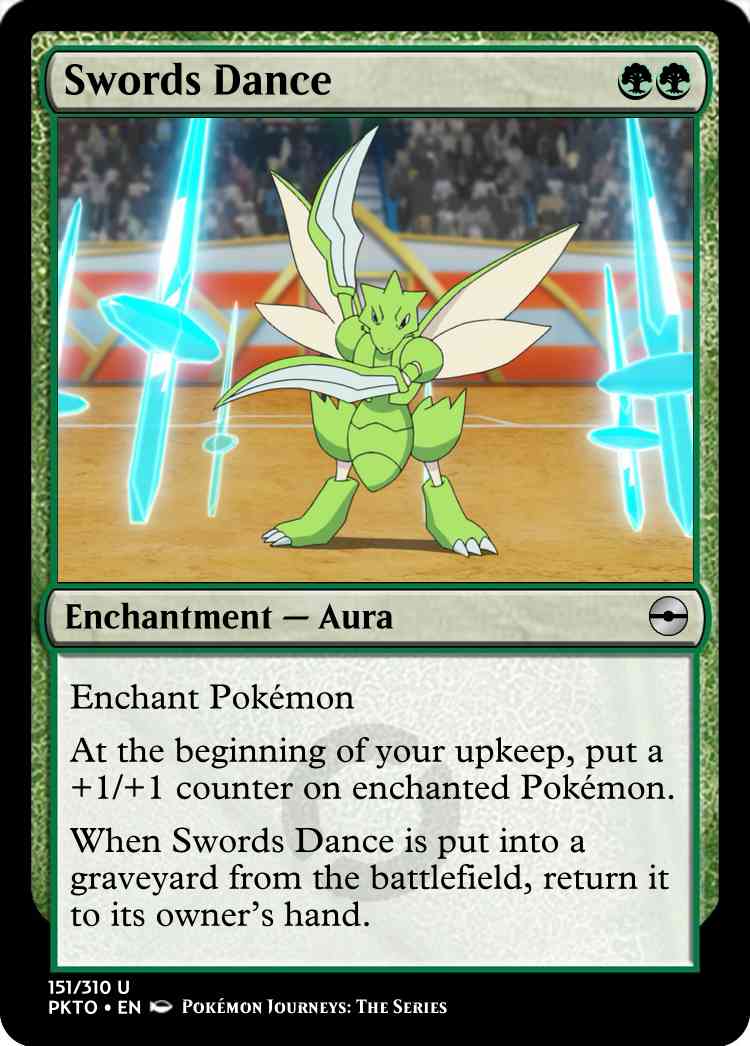 Swords Dance
Enchantment — Aura
Enchant Pokémon
At the beginning of your upkeep, put a
+1/+1 counter on enchanted Pokémon.
When Swords Dance is put into a
graveyard from the battlefield, return it
to its owner's hand.
151/310 U
PKTO • EN Pokémon Journeys: The Series